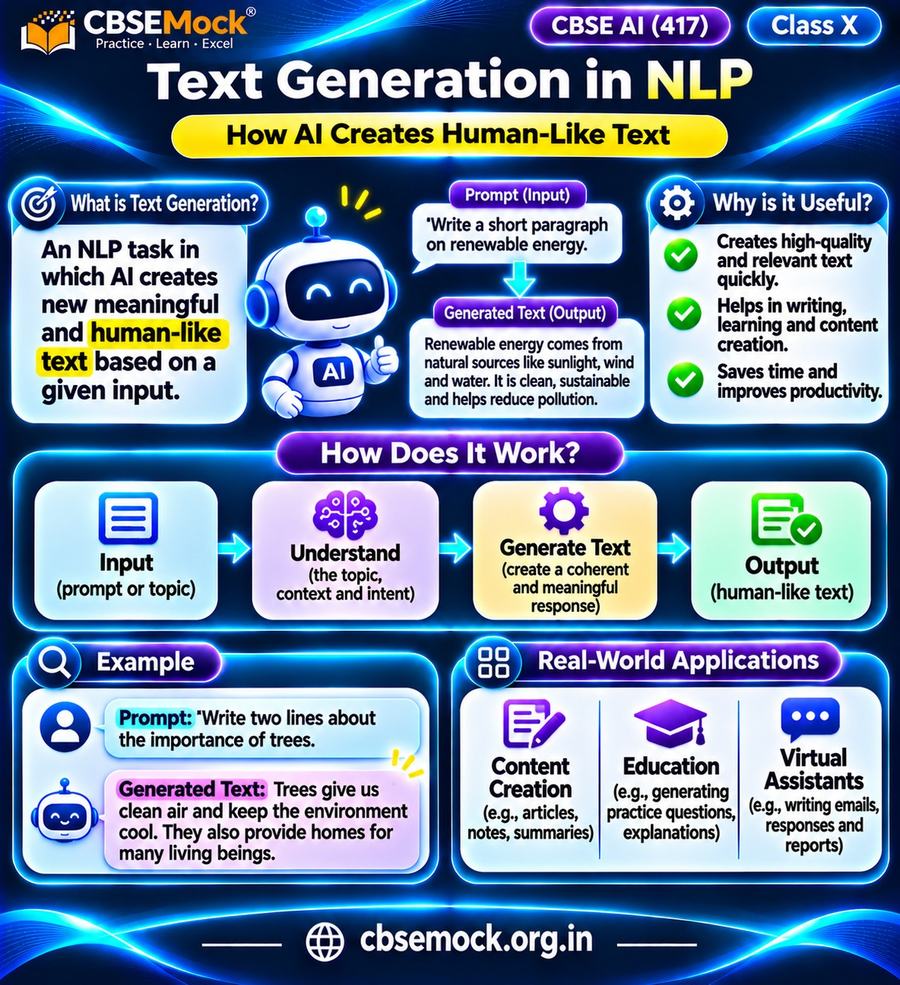 CBSEMock®
Practice · Learn · Excel
CBSE AI (417)
Class X
Text Generation in NLP
How AI Creates Human-Like Text
What is Text Generation?
An NLP task in
which AI creates
new meaningful
and human-like
text based on a
given input.
AI
Prompt (Input)
"Write a short paragraph
on renewable energy.
Generated Text (Output)
Renewable energy comes from
natural sources like sunlight, wind
and water. It is clean, sustainable
and helps reduce pollution.
Why is it Useful?
Creates high-quality
and relevant text
quickly.
Helps in writing,
learning and content
creation.
Saves time and
improves productivity.
How Does It Work?
Input
(prompt or topic)
Understand
(the topic,
context and intent)
Generate Text
(create a coherent
and meaningful
response)
Output
(human-like text)
Example
Prompt: "Write two lines about
the importance of trees.
Generated Text: Trees give us
clean air and keep the environment
cool. They also provide homes for
many living beings.
Real-World Applications
Content
Creation
(e.g., articles,
notes, summaries)
Education
(e.g., generating
practice questions,
explanations)
Virtual
Assistants
(e.g., writing emails,
responses and
reports)
cbsemock.org.in